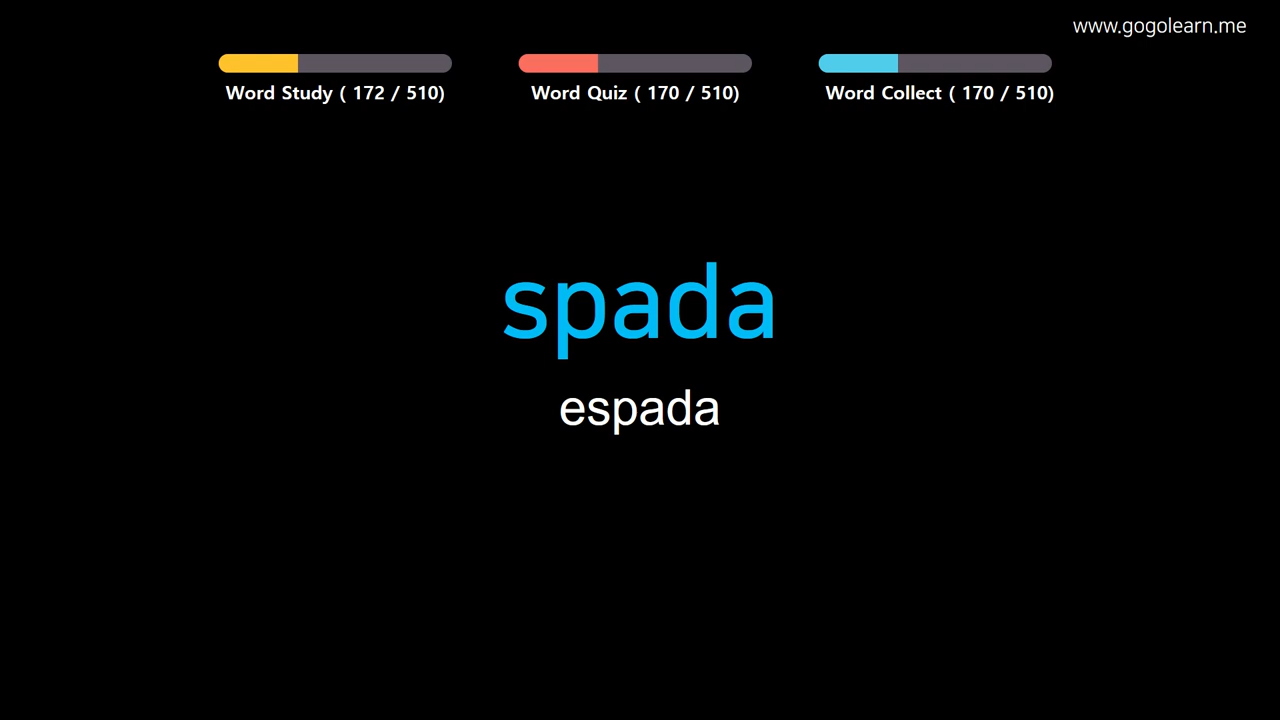 www.gogolearn.me
Word Study ( 172 / 510)
Word Quiz ( 170 / 510)
Word Collect ( 170 / 510)
spada
espada